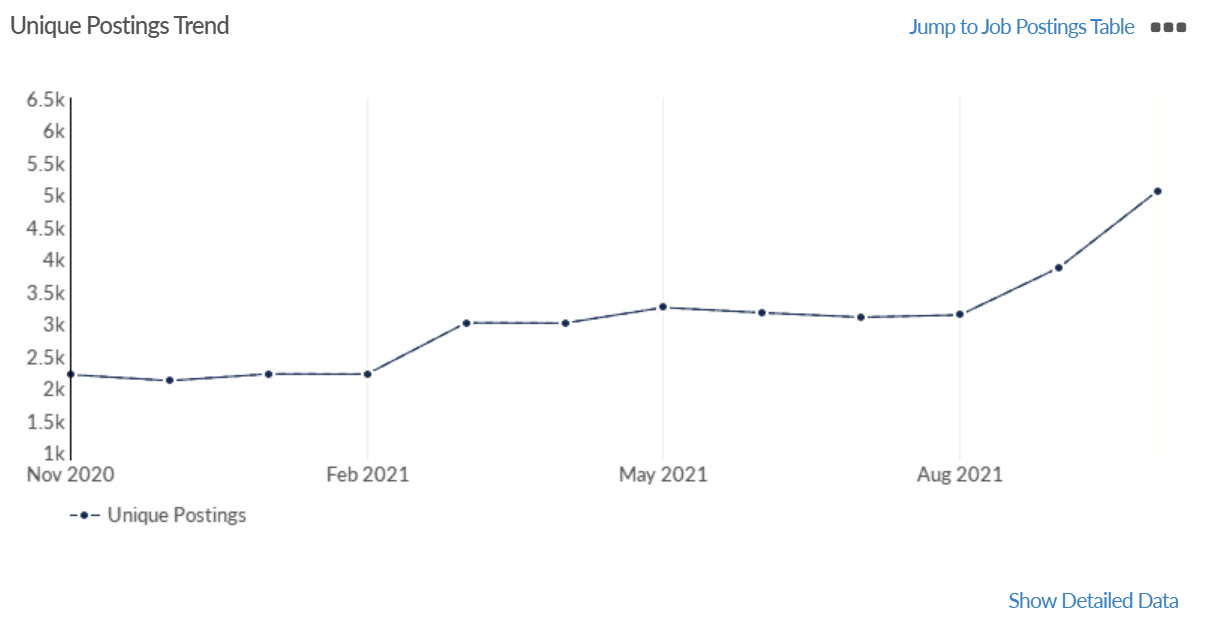 Unique Postings Trend
Jump to Job Postings Table
6.5k
6k
5.5k
5k
4.5k
4k
3.5k
3k
2.5k
2k
1.5k
1k
Nov 2020 Feb 2021 May 2021 Aug 2021
Unique Postings
Show Detailed Data